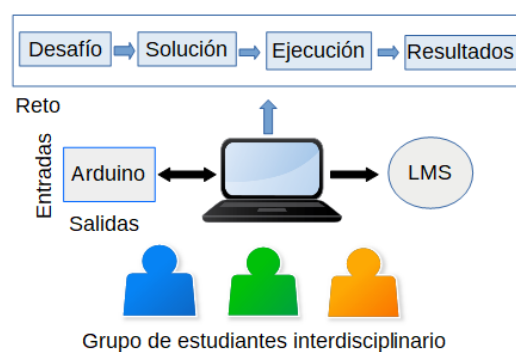 Desafío
Solución
Ejecución
Resultados
Reto
Entradas
Arduino
LMS
Salidas
Grupo de estudiantes interdisciplinario